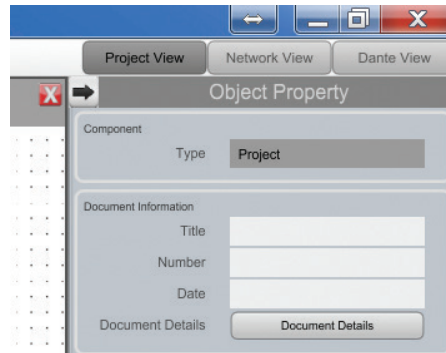 X
Project View Network View Dante View
X
Object Property
Component
Type Project
Document Information
Title
Number
Date
Document Details Document Details